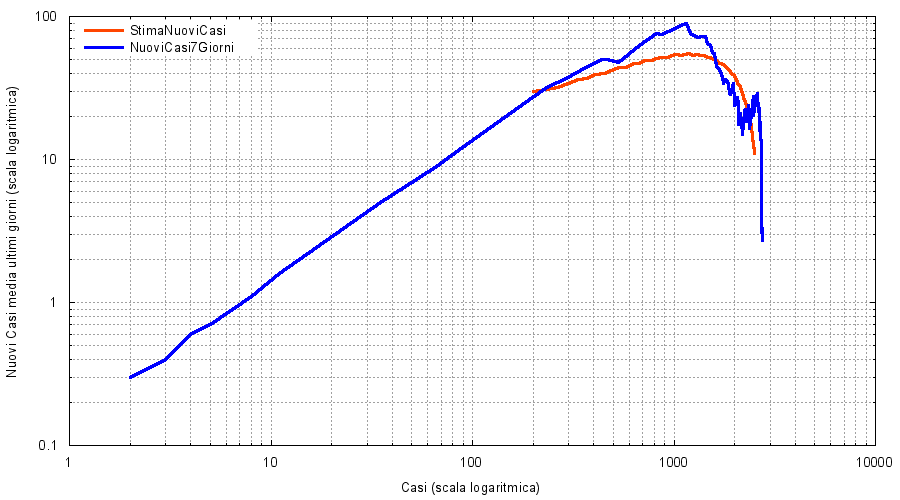 StimaNuoviCasi
NuoviCasi7Giorni
Nuovi Casi media ultimi giorni (scala logaritmica)
100
10
1
0.1
1 10 100 1000 10000
Casi (scala logaritmica)